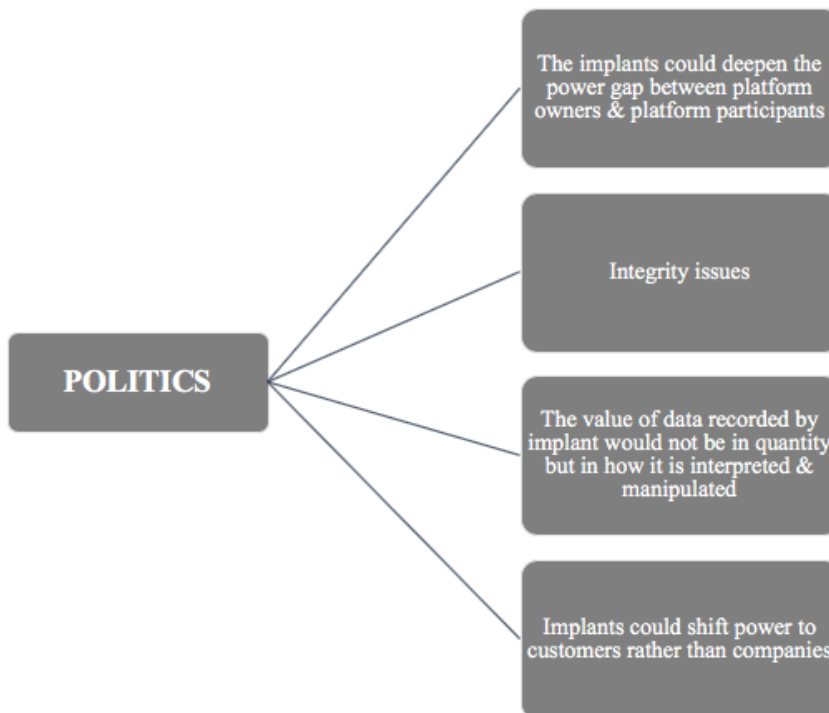 The implants could deepen the
power gap between platform
owners & platform participants
Integrity issues
POLITICS
The value of data recorded by
implant would not be in quantity
but in how it is interpreted &
manipulated
Implants could shift power to
customers rather than companies